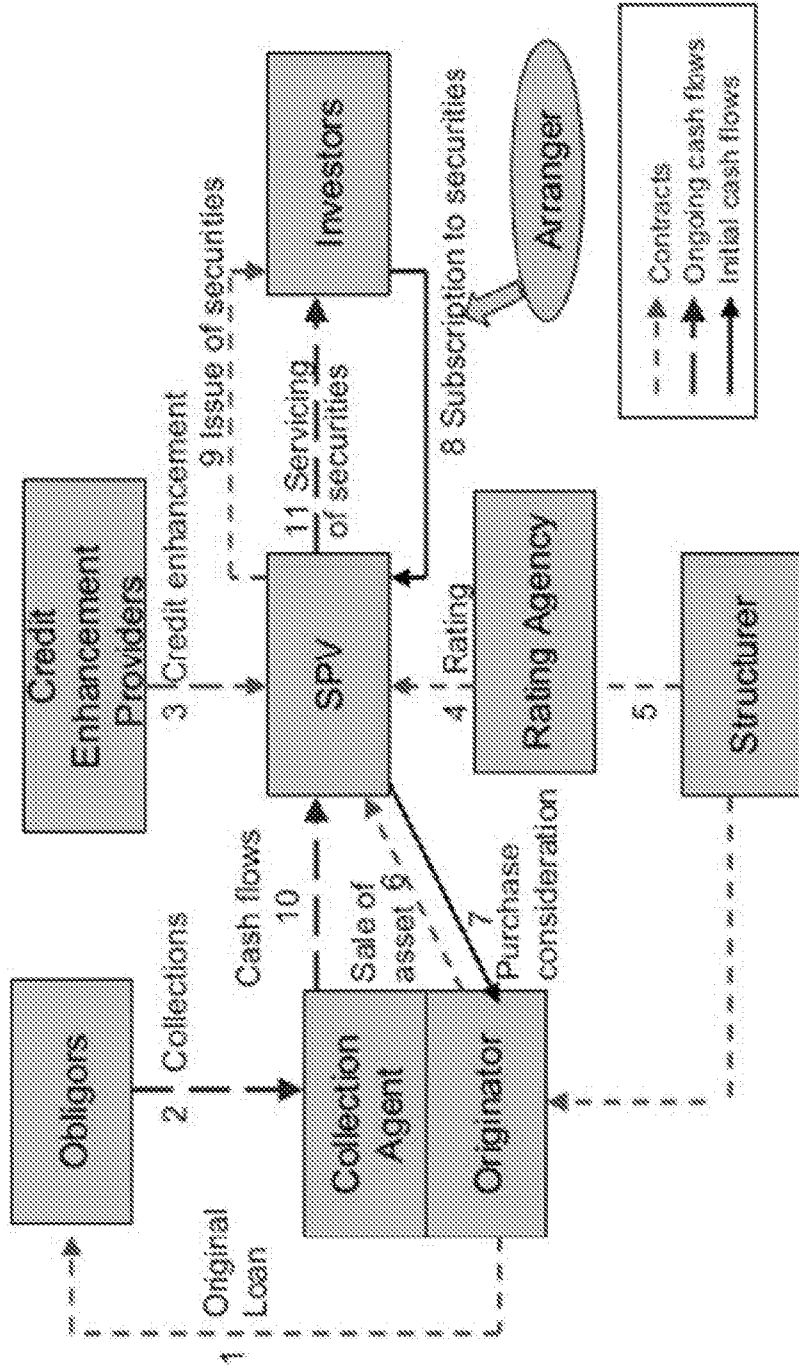 Credit
Enhancement
Providers
Obligors
1
Original
Loan
2 Collections
3 Credit enhancement
9 Issue of securities
Cash flows
10
Collection
Agent
Originator
Sale of
asset 6
7
Purchase
consideration
SPV
11 Servicing
of securities
Investors
8 Subscription to securities
4 Rating
Rating Agency
5
Structurer
Arranger
Contracts
Ongoing cash flows
Initial cash flows